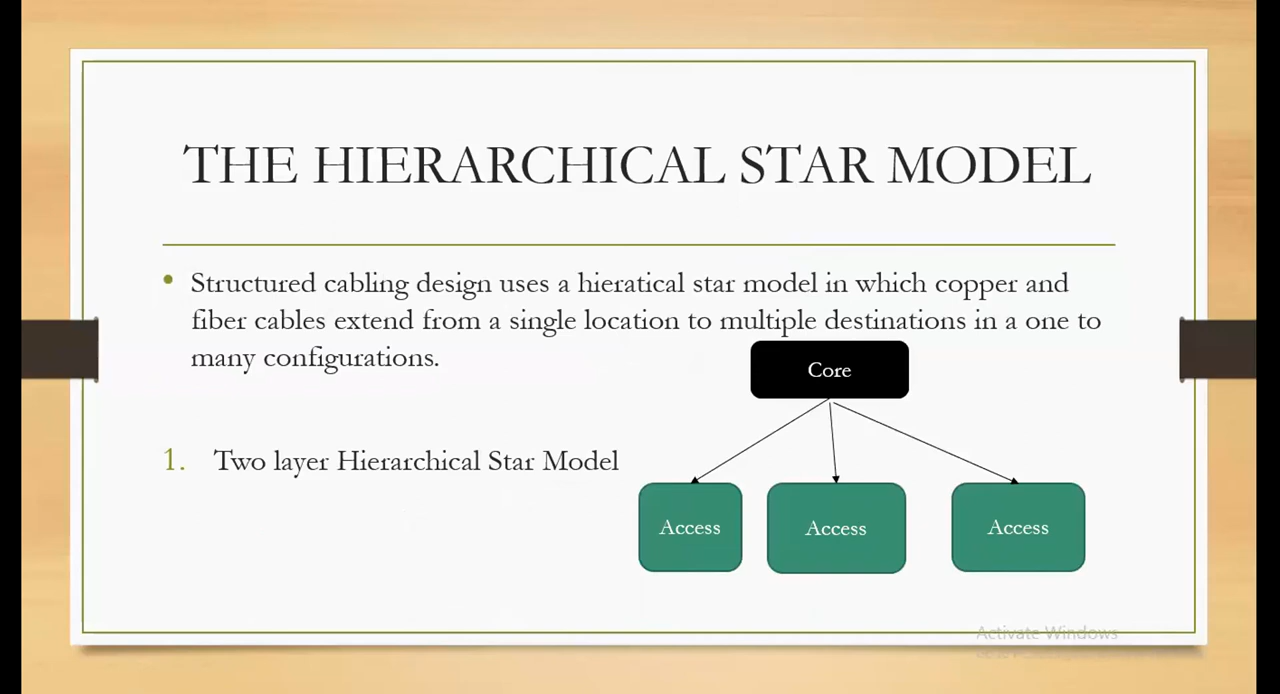 THE HIERARCHICAL STAR MODEL
• Structured cabling design uses a hieratical star model in which copper and
fiber cables extend from a single location to multiple destinations in a one to
many configurations.
Core
1. Two layer Hierarchical Star Model
Access
Access
Access
Activate Windows